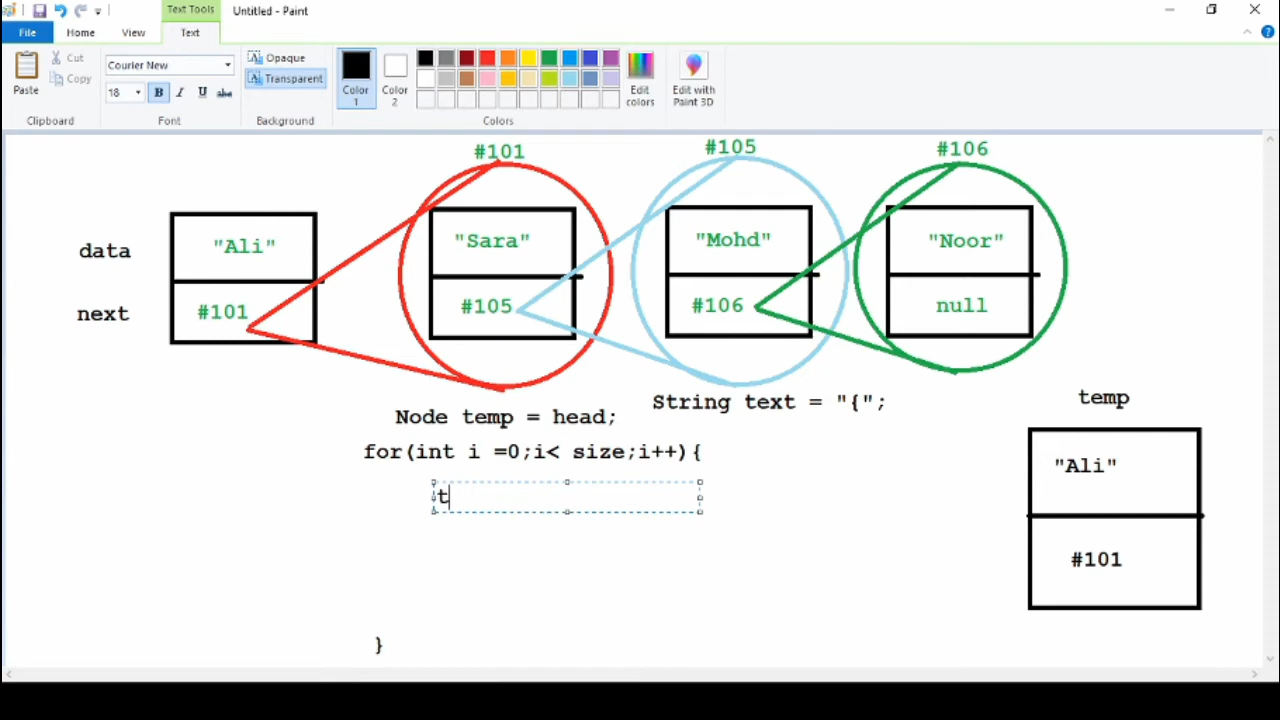 Text Tools
Untitled - Paint
File
Home
View
Text
Paste
Cut
Copy
Clipboard
Courier New
18
B
I
U
abc
Font
Opaque
Transparent
Background
Color 1
Color 2
Edit colors
Colors
Edit with Paint 3D
#101
#105
#106
data
"Ali"
"Sara"
"Mohd"
"Noor"
next
#101
#105
#106
null
Node temp = head;
String text = "{";
temp
for(int i =0;i< size;i++){
"Ali"
t
#101
}